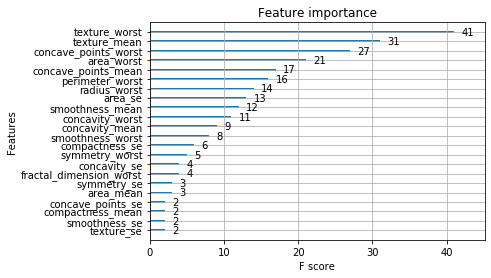 Feature importance
texture_worst 41
texture_mean 31
concave_points_worst 27
area_worst 21
concave_points_mean 17
perimeter_worst 16
radius_worst 14
area_se 13
smoothness_mean 12
concavity_worst 11
concavity_mean 9
smoothness_worst 8
compactness_se 6
symmetry_worst 5
concavity_se 4
fractal_dimension_worst 4
symmetry_se 3
area_mean 3
concave_points_se 2
compactness_mean 2
smoothness_se 2
texture_se 2
Features
0 10 20 30 40
F score